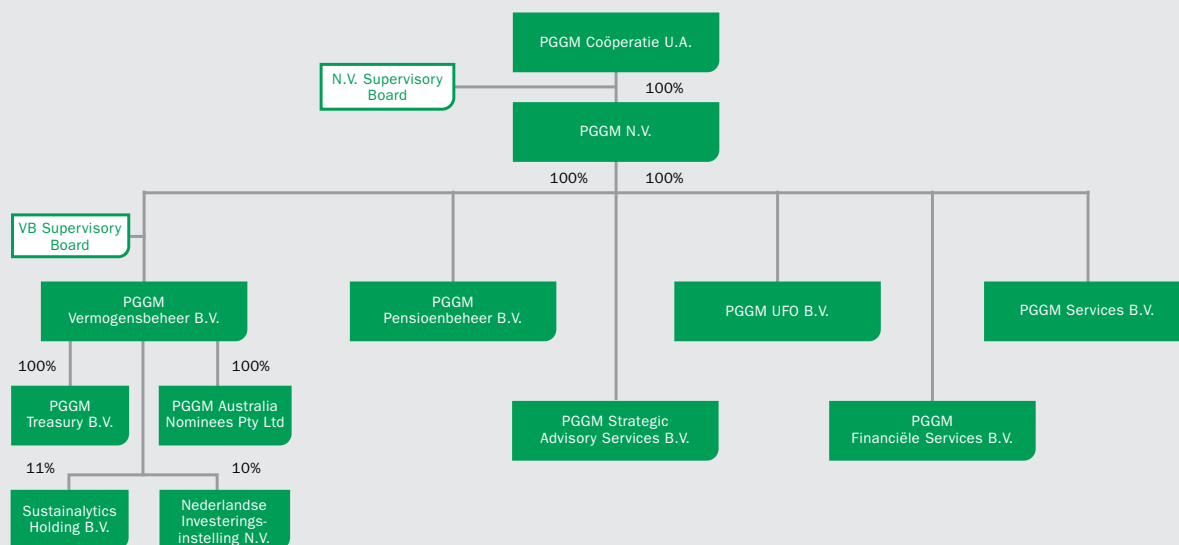 PGGM Coöperatie U.A.
N.V. Supervisory
Board
100%
PGGM N.V.
100%
100%
VB Supervisory
Board
PGGM
Vermogensbeheer B.V.
PGGM
Pensioenbeheer B.V.
PGGM UFO B.V.
PGGM Services B.V.
100%
100%
PGGM
Treasury B.V.
PGGM Australia
Nominees Pty Ltd
PGGM Strategic
Advisory Services B.V.
PGGM
Financiële Services B.V.
11%
10%
Sustainalytics
Holding B.V.
Nederlandse
Investerings-
instelling N.V.